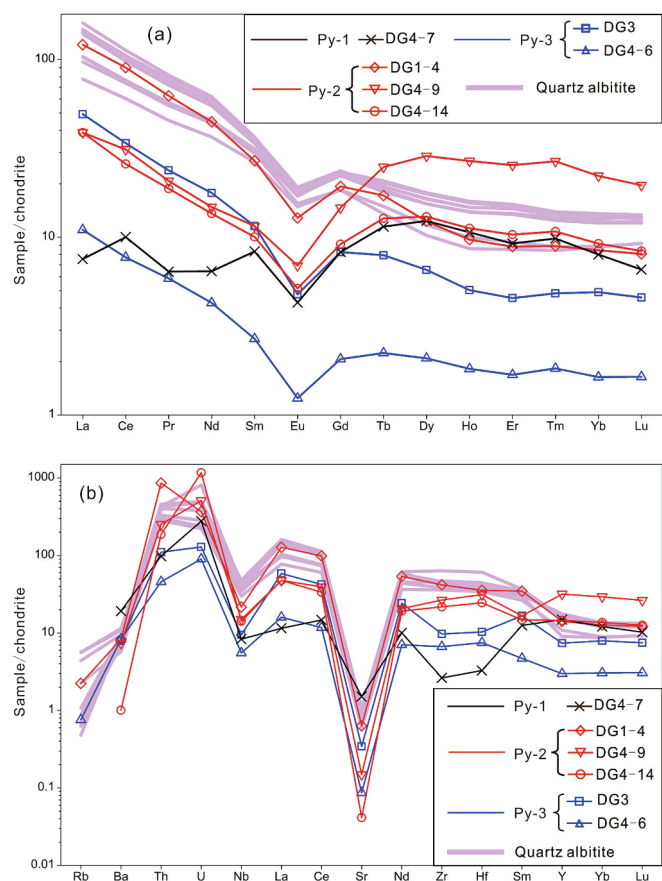 (a)
Py-1 DG4-7 Py-3 DG3
DG4-6
Py-2 DG1-4
DG4-9
DG4-14
Quartz albitite
Sample/chondrite
100
10
1
La Ce Pr Nd Sm Eu Gd Tb Dy Ho Er Tm Yb Lu
(b)
Sample/chondrite
1000
100
10
1
0.1
0.01
Py-1 DG4-7
DG1-4
Py-2 DG4-9
DG4-14
Py-3 DG3
DG4-6
Quartz albitite
Rb Ba Th U Nb La Ce Sr Nd Zr Hf Sm Y Yb Lu